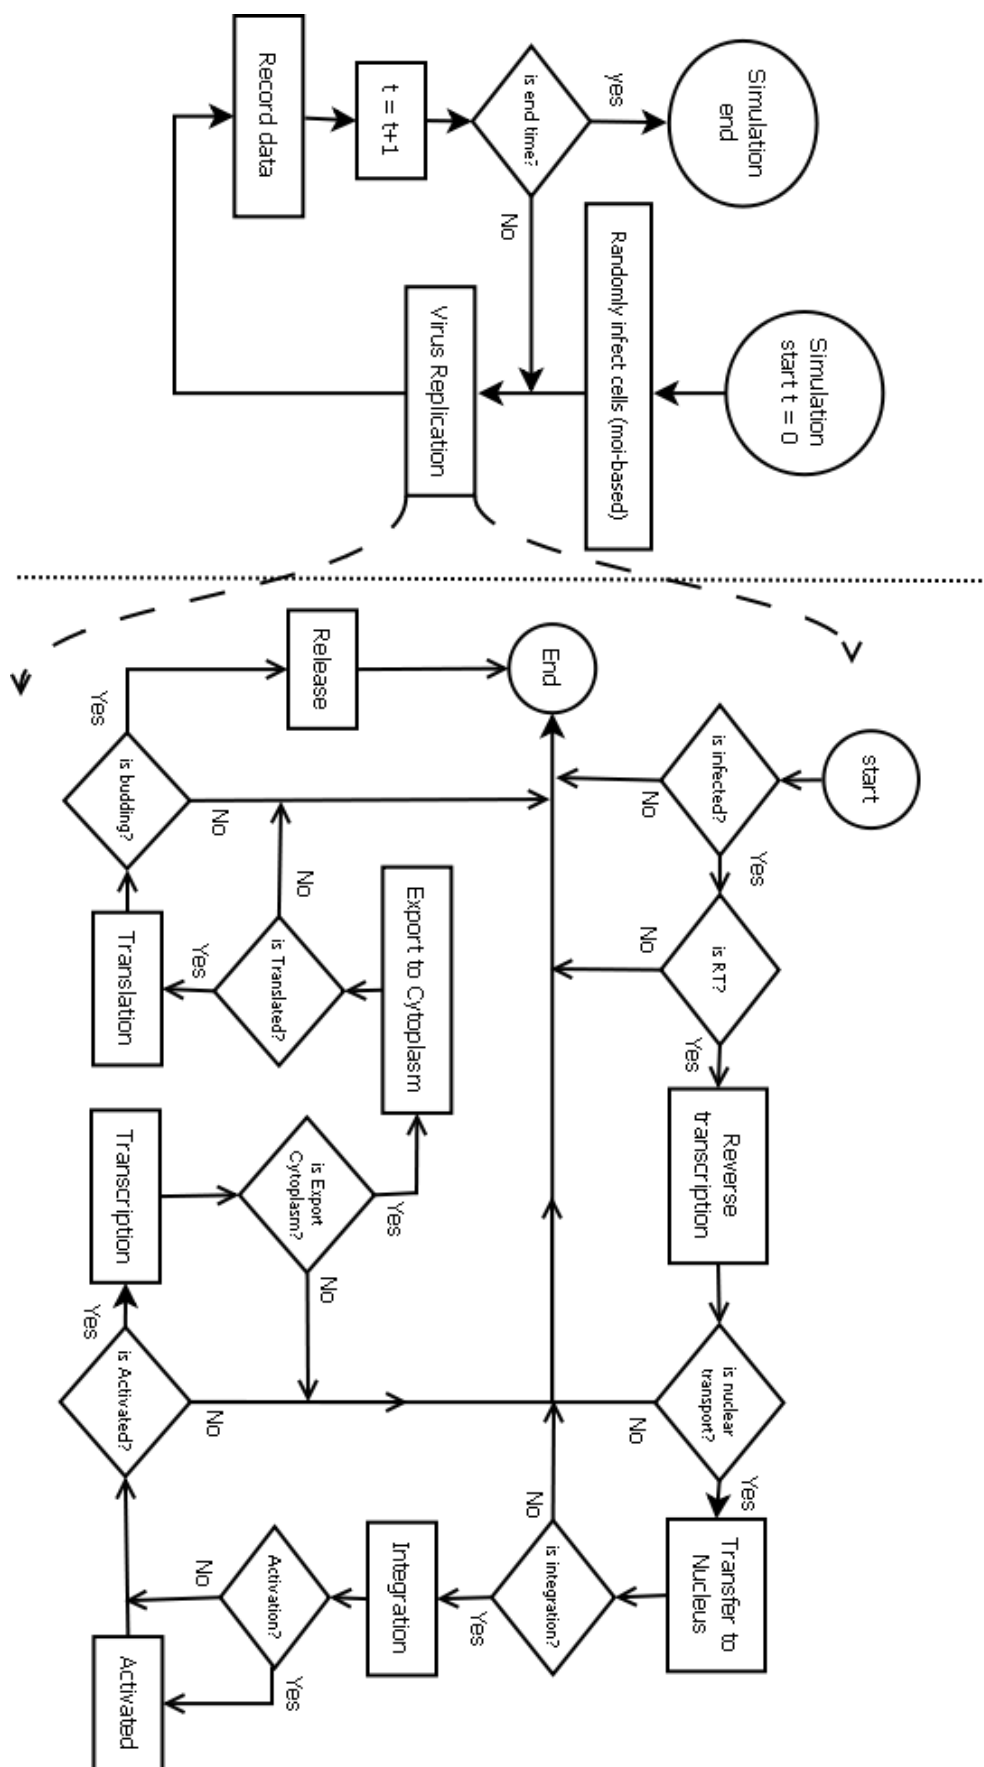 Simulation
start t = 0
Randomly infect cells (moi-based)
Virus Replication
Record data
t = t+1
is end time?
yes
No
Simulation
end
start
is infected?
No
Yes
is RT?
No
Yes
Reverse
transcription
is nuclear
transport?
No
Yes
Transfer to
Nucleus
is integration?
No
Yes
Integration
Activation?
No
Yes
Activated
is Activated?
No
Yes
Transcription
is Export
Cytoplasm?
No
Yes
Export to Cytoplasm
is Translated?
No
Yes
Translation
is budding?
No
Yes
Release
End